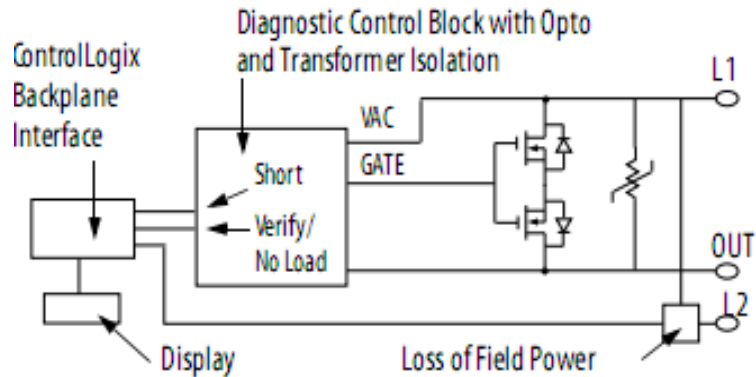 Diagnostic Control Block with Opto
and Transformer Isolation
ControlLogix
Backplane
Interface
L1
VAC
GATE
Short
Verify/
No Load
OUT
L2
Display
Loss of Field Power